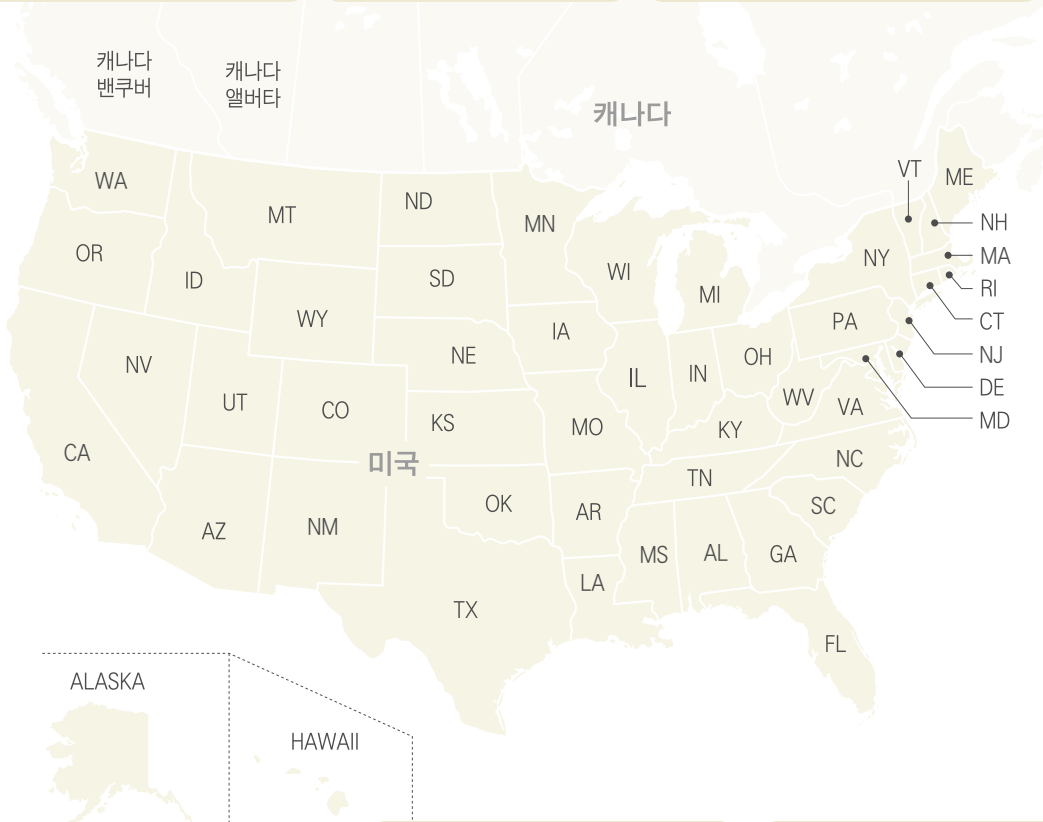 캐나다
밴쿠버
캐나다
앨버타
캐나다
VT
ME
WA
MT
ND
MN
NH
OR
ID
SD
WI
MI
NY
MA
RI
WY
IA
PA
CT
NV
NE
OH
NJ
UT
CO
KS
IL
IN
WV
VA
DE
MD
CA
미국
MO
KY
NC
TN
AZ
NM
OK
AR
SC
MS
AL
GA
LA
TX
FL
ALASKA
HAWAII